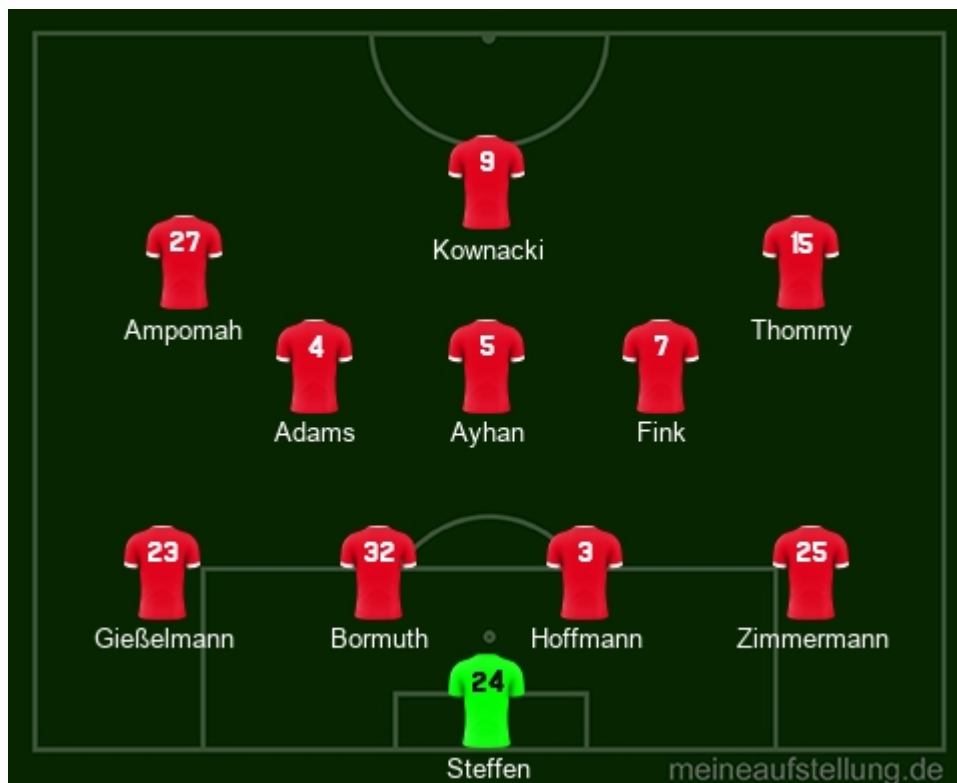 9
Kownacki
27
Ampomah
15
Thommy
4
Adams
5
Ayhan
7
Fink
23
Gießelmann
32
Bormuth
3
Hoffmann
25
Zimmermann
24
Steffen
meineaufstellung.de